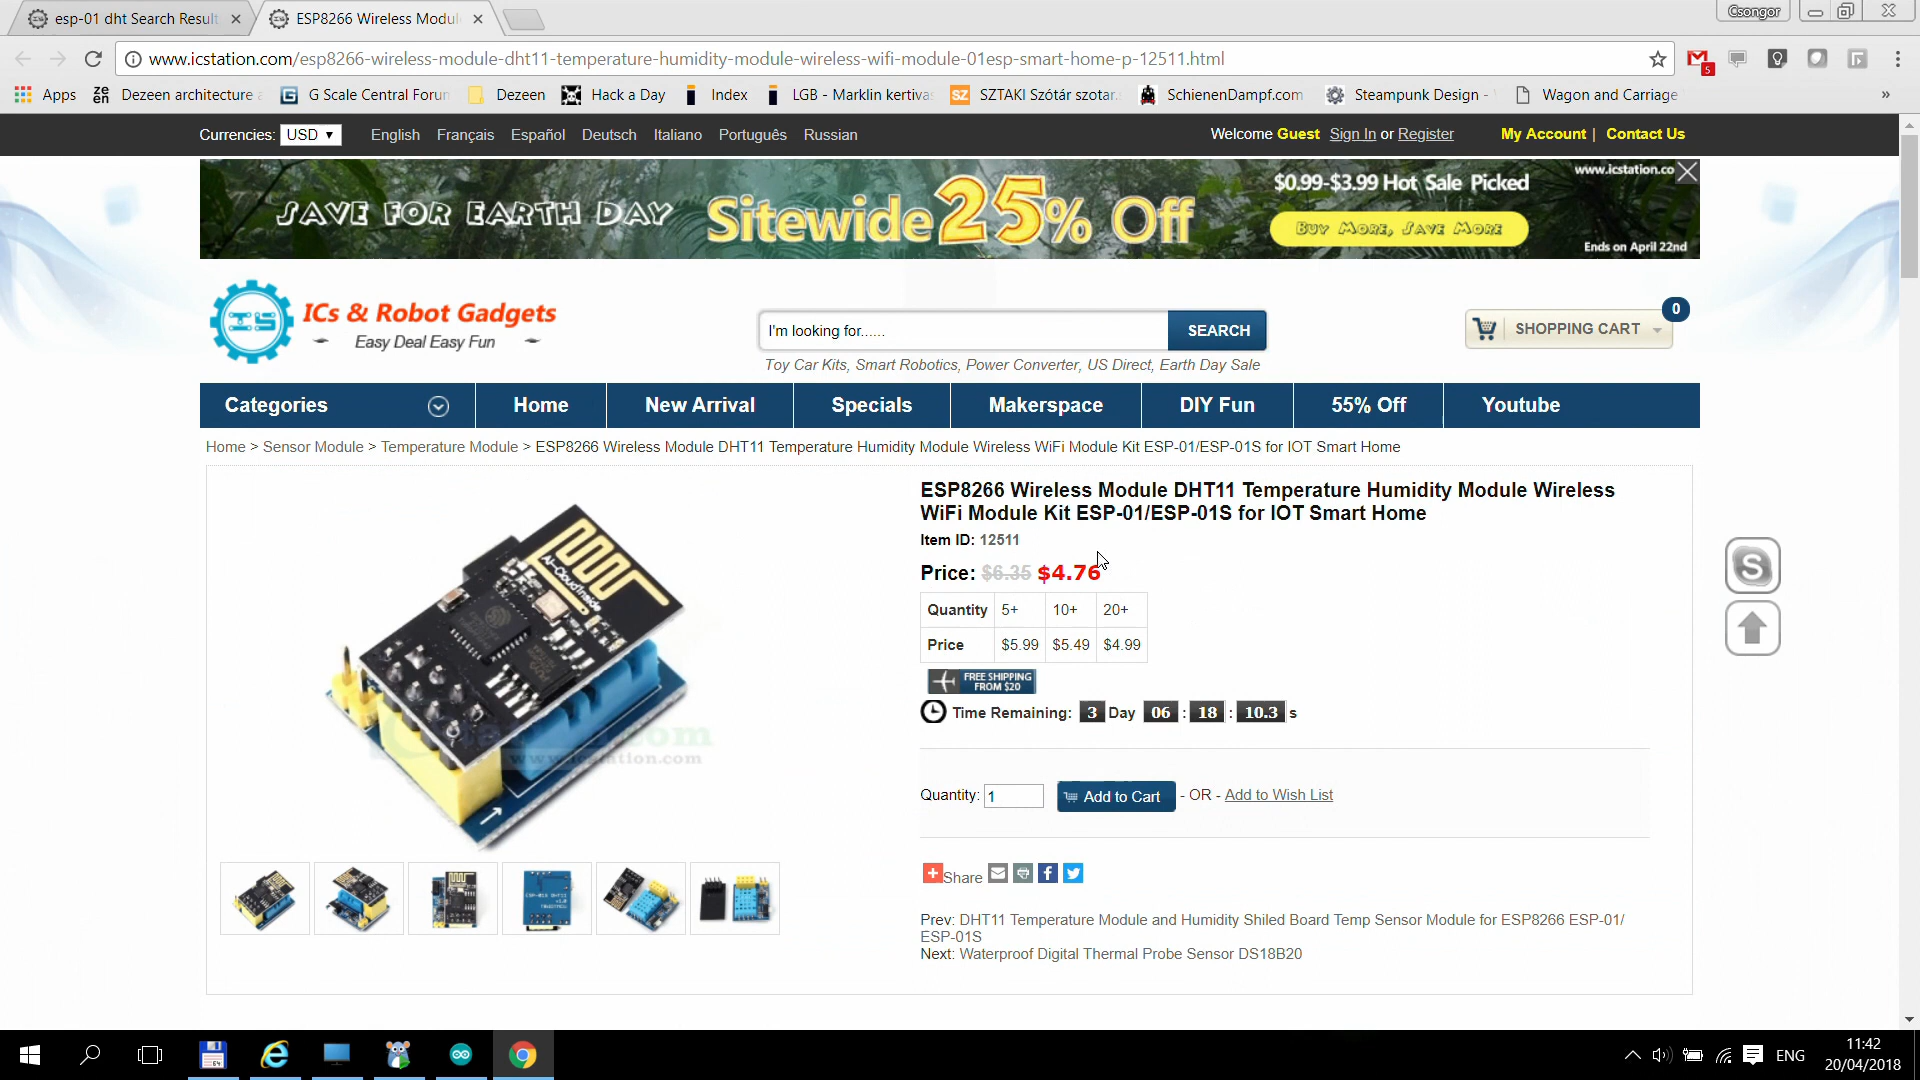 esp-01 dht Search Result
ESP8266 Wireless Modul
Csongor
www.icstation.com/esp8266-wireless-module-dht11-temperature-humidity-module-wireless-wifi-module-01esp-smart-home-p-12511.html
5
Apps
Dezeen architecture
G Scale Central Forum
Dezeen
Hack a Day
Index
LGB - Marklin kertivas
SZ SZTAKI Szótár szotar.
SchienenDampf.com
Steampunk Design -
Wagon and Carriage
»
Currencies: USD
English Français Español Deutsch Italiano Português Russian
Welcome Guest Sign In or Register
My Account | Contact Us
SAVE FOR EARTH DAY
Sitewide 25% Off
$0.99-$3.99 Hot Sale Picked
Buy More, Save More
www.icstation.co
Ends on April 22nd
ICs & Robot Gadgets
Easy Deal Easy Fun
I'm looking for......
SEARCH
Toy Car Kits, Smart Robotics, Power Converter, US Direct, Earth Day Sale
SHOPPING CART
0
Categories
Home
New Arrival
Specials
Makerspace
DIY Fun
55% Off
Youtube
Home > Sensor Module > Temperature Module > ESP8266 Wireless Module DHT11 Temperature Humidity Module Wireless WiFi Module Kit ESP-01/ESP-01S for IOT Smart Home
AI-Cloud Inside
www.icstation.com
ESP8266 Wireless Module DHT11 Temperature Humidity Module Wireless
WiFi Module Kit ESP-01/ESP-01S for IOT Smart Home
Item ID: 12511
Price: $6.35 $4.76
Quantity 5+ 10+ 20+
Price $5.99 $5.49 $4.99
FREE SHIPPING
FROM $20
Time Remaining: 3 Day 06 : 18 : 10.3 s
Quantity: 1
Add to Cart
- OR - Add to Wish List
Share
Prev: DHT11 Temperature Module and Humidity Shiled Board Temp Sensor Module for ESP8266 ESP-01/
ESP-01S
Next: Waterproof Digital Thermal Probe Sensor DS18B20
ENG
11:42
20/04/2018